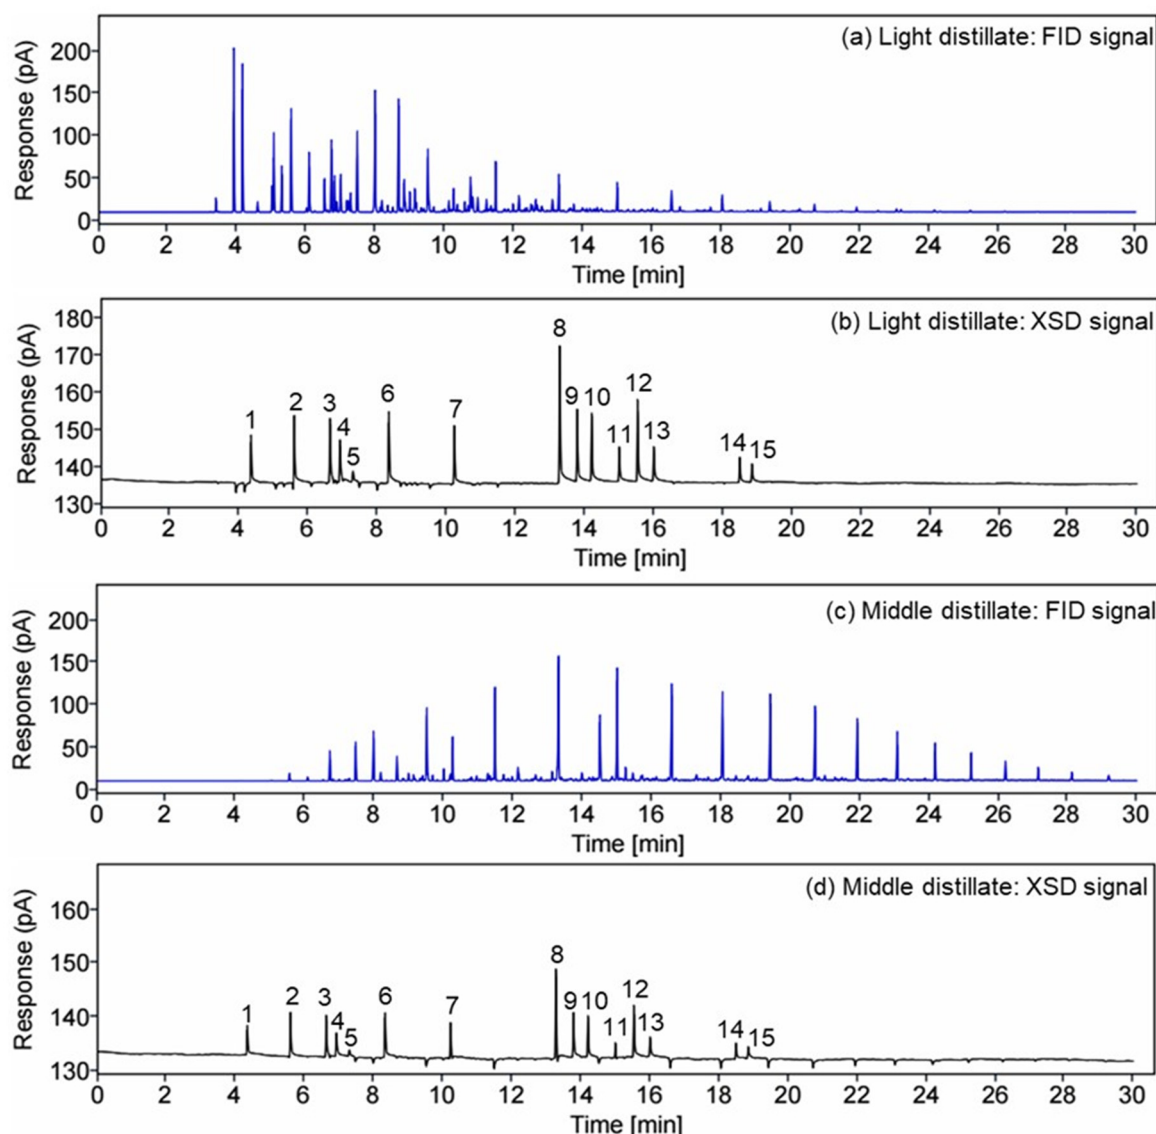 (a) Light distillate: FID signal
Response (pA)
200
150
100
50
0
0 2 4 6 8 10 12 14 16 18 20 22 24 26 28 30
Time [min]
(b) Light distillate: XSD signal
Response (pA)
180
170
160
150
140
130
1 2 3 4 5 6 7 8 9 10 11 12 13 14 15
0 2 4 6 8 10 12 14 16 18 20 22 24 26 28 30
Time [min]
(c) Middle distillate: FID signal
Response (pA)
200
150
100
50
0
0 2 4 6 8 10 12 14 16 18 20 22 24 26 28 30
Time [min]
(d) Middle distillate: XSD signal
Response (pA)
160
150
140
130
1 2 3 4 5 6 7 8 9 10 11 12 13 14 15
0 2 4 6 8 10 12 14 16 18 20 22 24 26 28 30
Time [min]